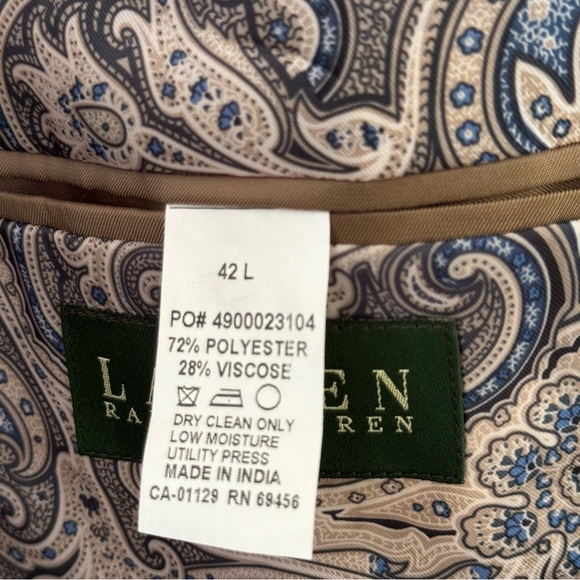 42 L
PO# 4900023104
72% POLYESTER
28% VISCOSE
DRY CLEAN ONLY
LOW MOISTURE
UTILITY PRESS
MADE IN INDIA
CA-01129 RN 69456